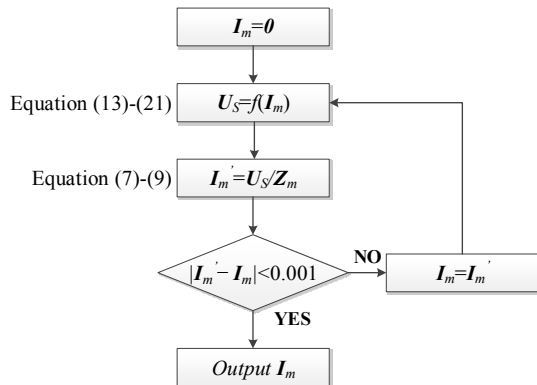 I_m=0
Equation (13)-(21)
U_S=f(I_m)
Equation (7)-(9)
I_m'=U_S/Z_m
|I_m'−I_m|<0.001
NO
I_m=I_m'
YES
Output I_m